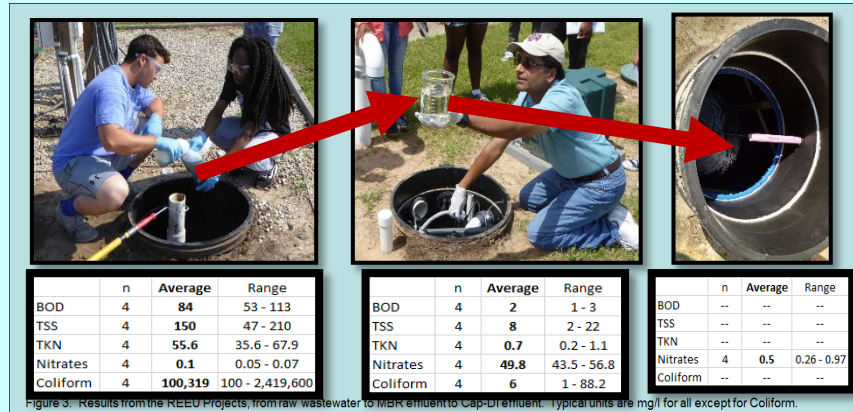 n Average Range
BOD 4 84 53 - 113
TSS 4 150 47 - 210
TKN 4 55.6 35.6 - 67.9
Nitrates 4 0.1 0.05 - 0.07
Coliform 4 100,319 100 - 2,419,600
n Average Range
BOD 4 2 1 - 3
TSS 4 8 2 - 22
TKN 4 0.7 0.2 - 1.1
Nitrates 4 49.8 43.5 - 56.8
Coliform 4 6 1 - 88.2
n Average Range
BOD -- -- --
TSS -- -- --
TKN -- -- --
Nitrates 4 0.5 0.26 - 0.97
Coliform -- -- --
Figure 3. Results from the REEU Projects, from raw wastewater to MBR effluent to Cap-DI effluent. Typical units are mg/l for all except for Coliform.